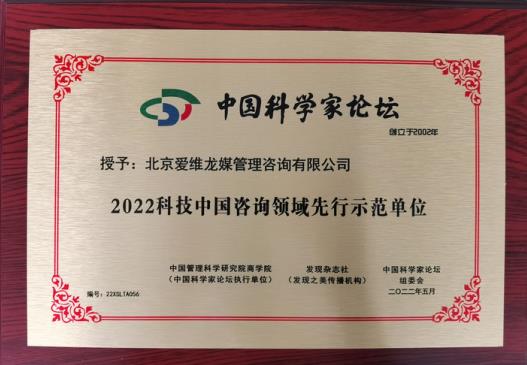 中国科学家论坛
创立于2002年
授予：北京爱维龙媒管理咨询有限公司
2022科技中国咨询领域先行示范单位
中国管理科学研究院商学院 发现杂志社 中国科学家论坛
（中国科学家论坛执行单位） （发现之美传播机构） 组委会
编号：22XGLTA056 二〇二二年五月